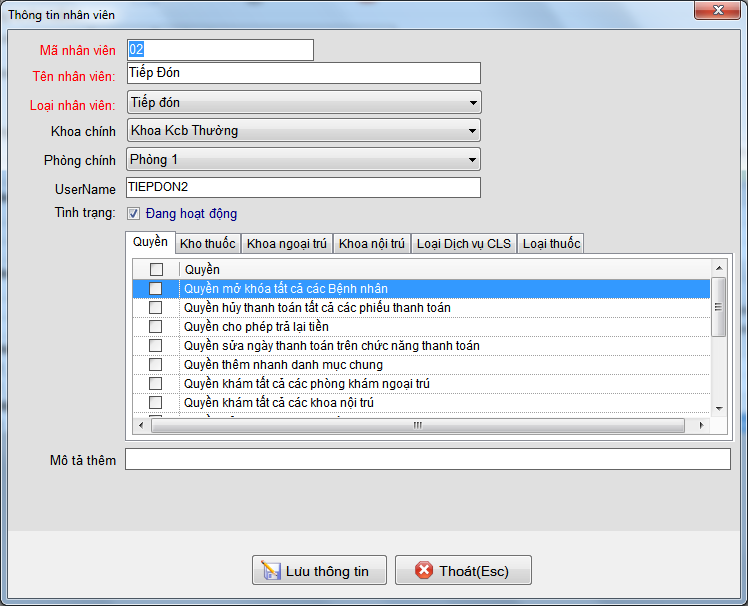 Thông tin nhân viên
Mã nhân viên 02
Tên nhân viên: Tiếp Đón
Loại nhân viên: Tiếp đón
Khoa chính Khoa Kcb Thường
Phòng chính Phòng 1
UserName TIEPDON2
Tình trạng: Đang hoạt động
Quyền Kho thuốc Khoa ngoại trú Khoa nội trú Loại Dịch vụ CLS Loại thuốc
Quyền
Quyền mở khóa tất cả các Bệnh nhân
Quyền hủy thanh toán tất cả các phiếu thanh toán
Quyền cho phép trả lại tiền
Quyền sửa ngày thanh toán trên chức năng thanh toán
Quyền thêm nhanh danh mục chung
Quyền khám tất cả các phòng khám ngoại trú
Quyền khám tất cả các khoa nội trú
Mô tả thêm
Lưu thông tin Thoát(Esc)